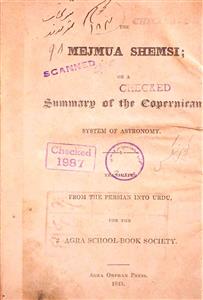 THE
MEJMUA SHEMSI;
OR A
SCANNED
CHECKED
Summary of the Copernican
SYSTEM OF ASTRONOMY.
Checked
1987
TRANSLATED
FROM THE PERSIAN INTO URDU,
FOR THE
AGRA SCHOOL-BOOK SOCIETY.
AGRA ORPHAN PRESS.
1843.